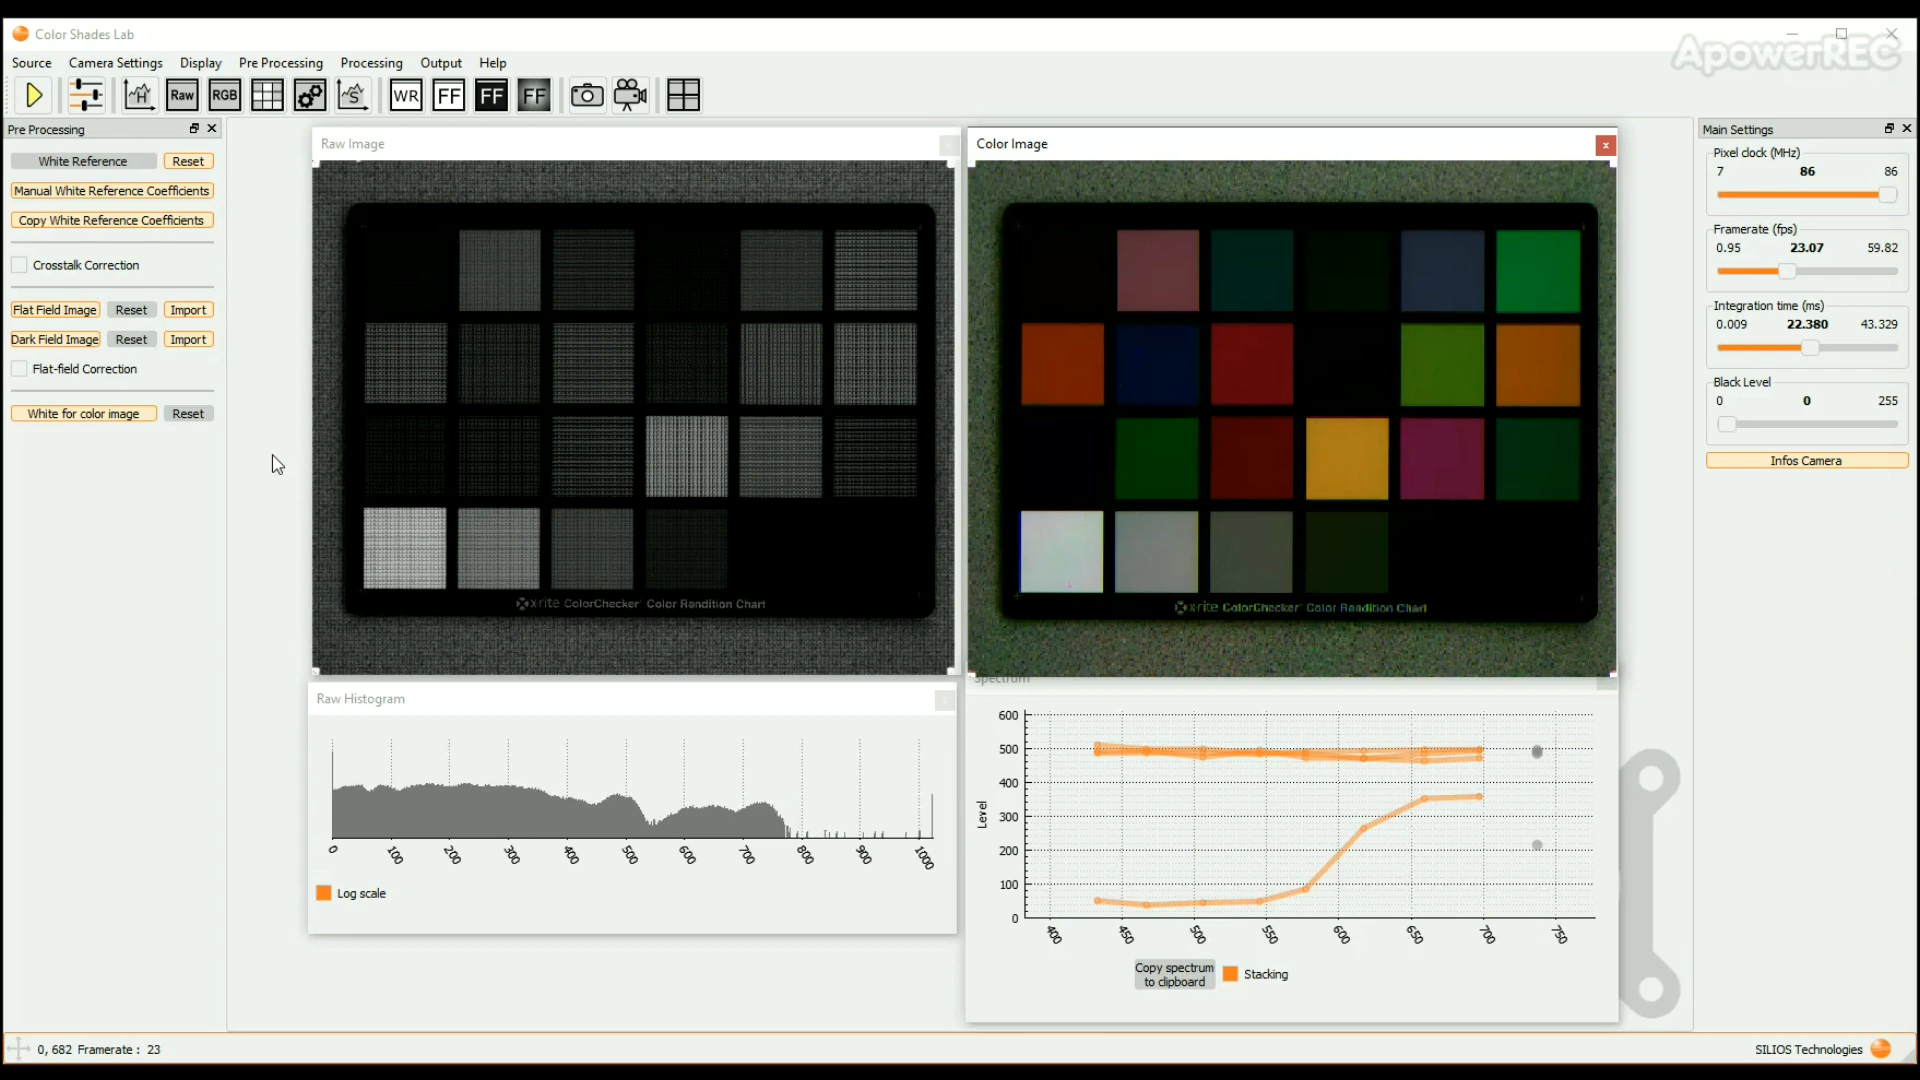 Color Shades Lab
ApowerREC
Source Camera Settings Display Pre Processing Processing Output Help
H Raw RGB S WR FF FF FF
Pre Processing
White Reference Reset
Manual White Reference Coefficients
Copy White Reference Coefficients
Crosstalk Correction
Flat Field Image Reset Import
Dark Field Image Reset Import
Flat-field Correction
White for color image Reset
Raw Image
x-rite ColorChecker Color Rendition Chart
Color Image
x
x-rite ColorChecker Color Rendition Chart
Raw Histogram
0 100 200 300 400 500 600 700 800 900 1000
Log scale
Spectrum
600
500
400
300
200
100
0
Level
400 450 500 550 600 650 700 750
Copy spectrum
to clipboard
Stacking
Main Settings
Pixel clock (MHz)
7 86 86
Framerate (fps)
0.95 23.07 59.82
Integration time (ms)
0.009 22.380 43.329
Black Level
0 0 255
Infos Camera
0, 682 Framerate : 23
SILIOS Technologies